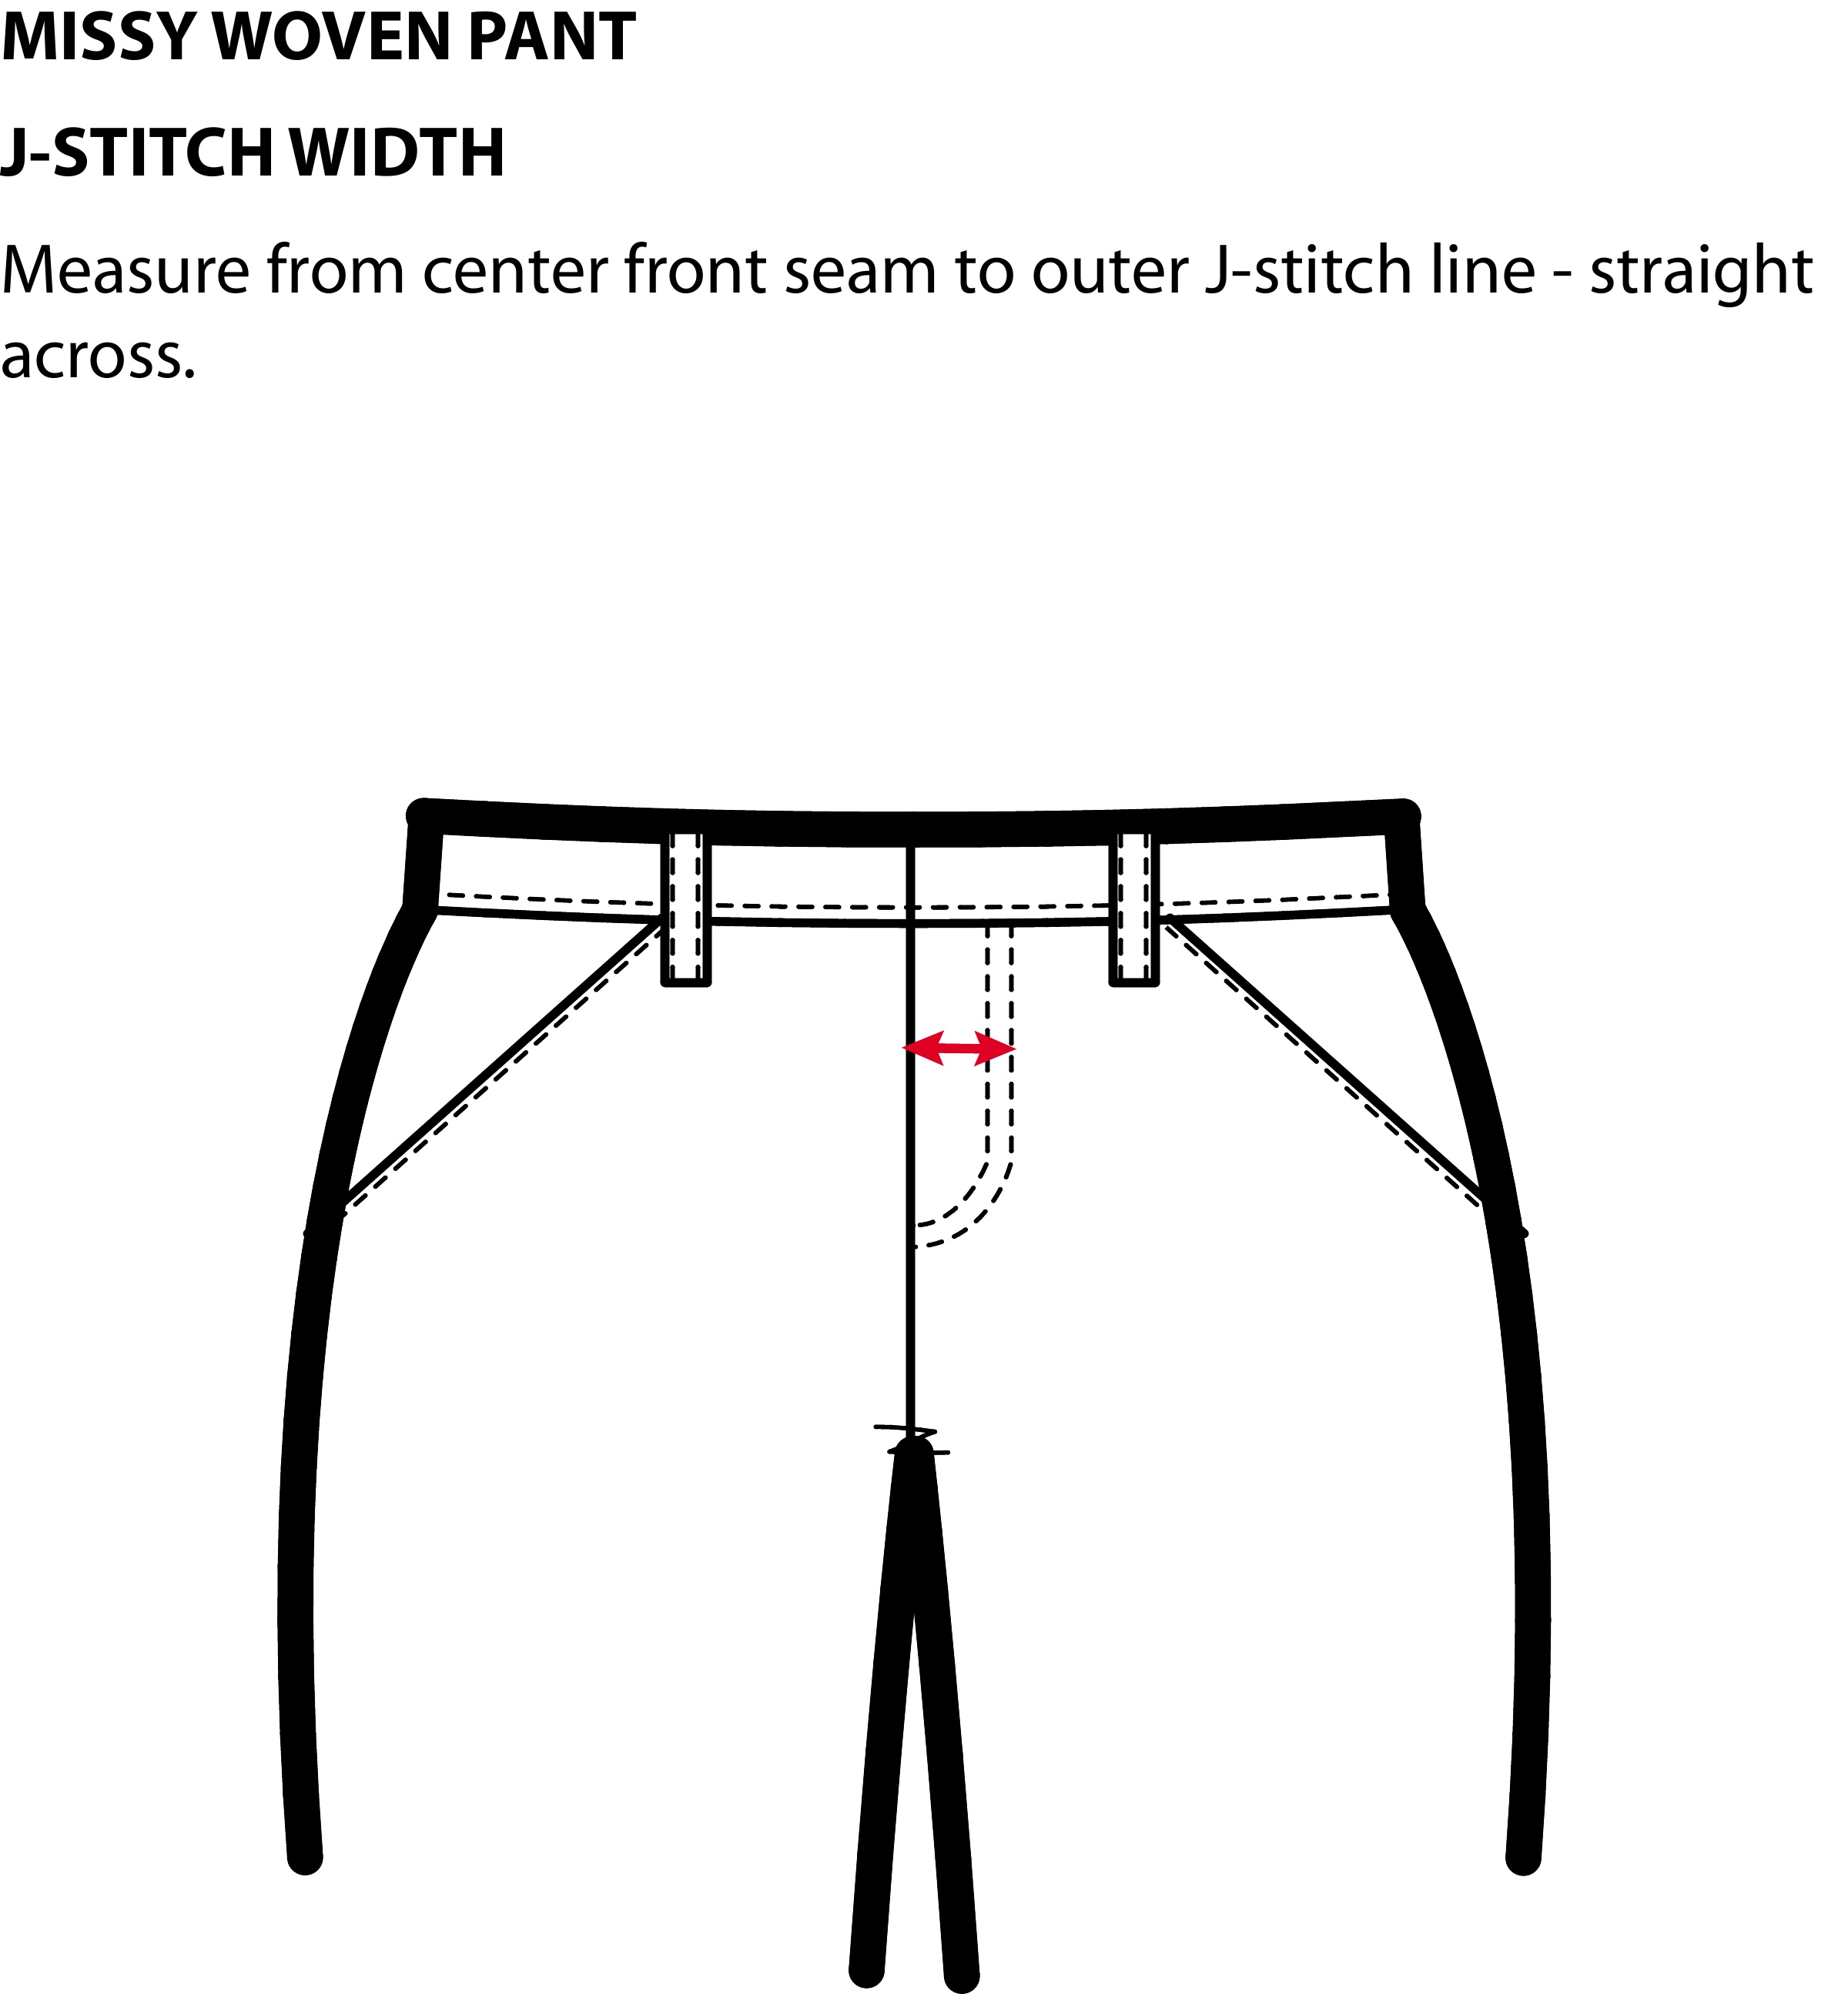 MISSY WOVEN PANT
J-STITCH WIDTH
Measure from center front seam to outer J-stitch line - straight
across.